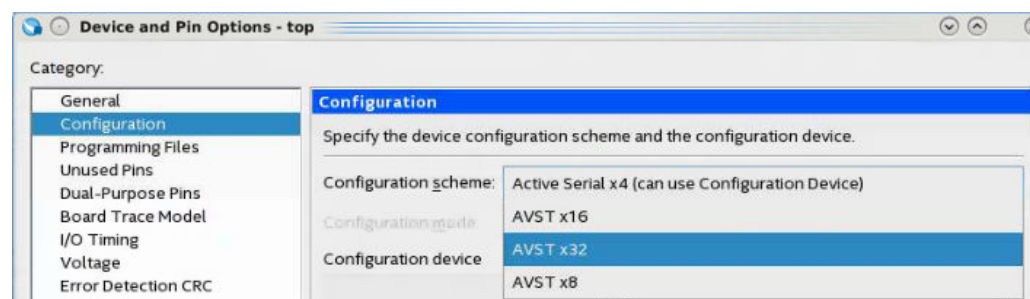 Device and Pin Options - top
Category:
General
Configuration
Programming Files
Unused Pins
Dual-Purpose Pins
Board Trace Model
I/O Timing
Voltage
Error Detection CRC
Configuration
Specify the device configuration scheme and the configuration device.
Configuration scheme: Active Serial x4 (can use Configuration Device)
Configuration mode: AVST x16
AVST x32
Configuration device
AVST x8